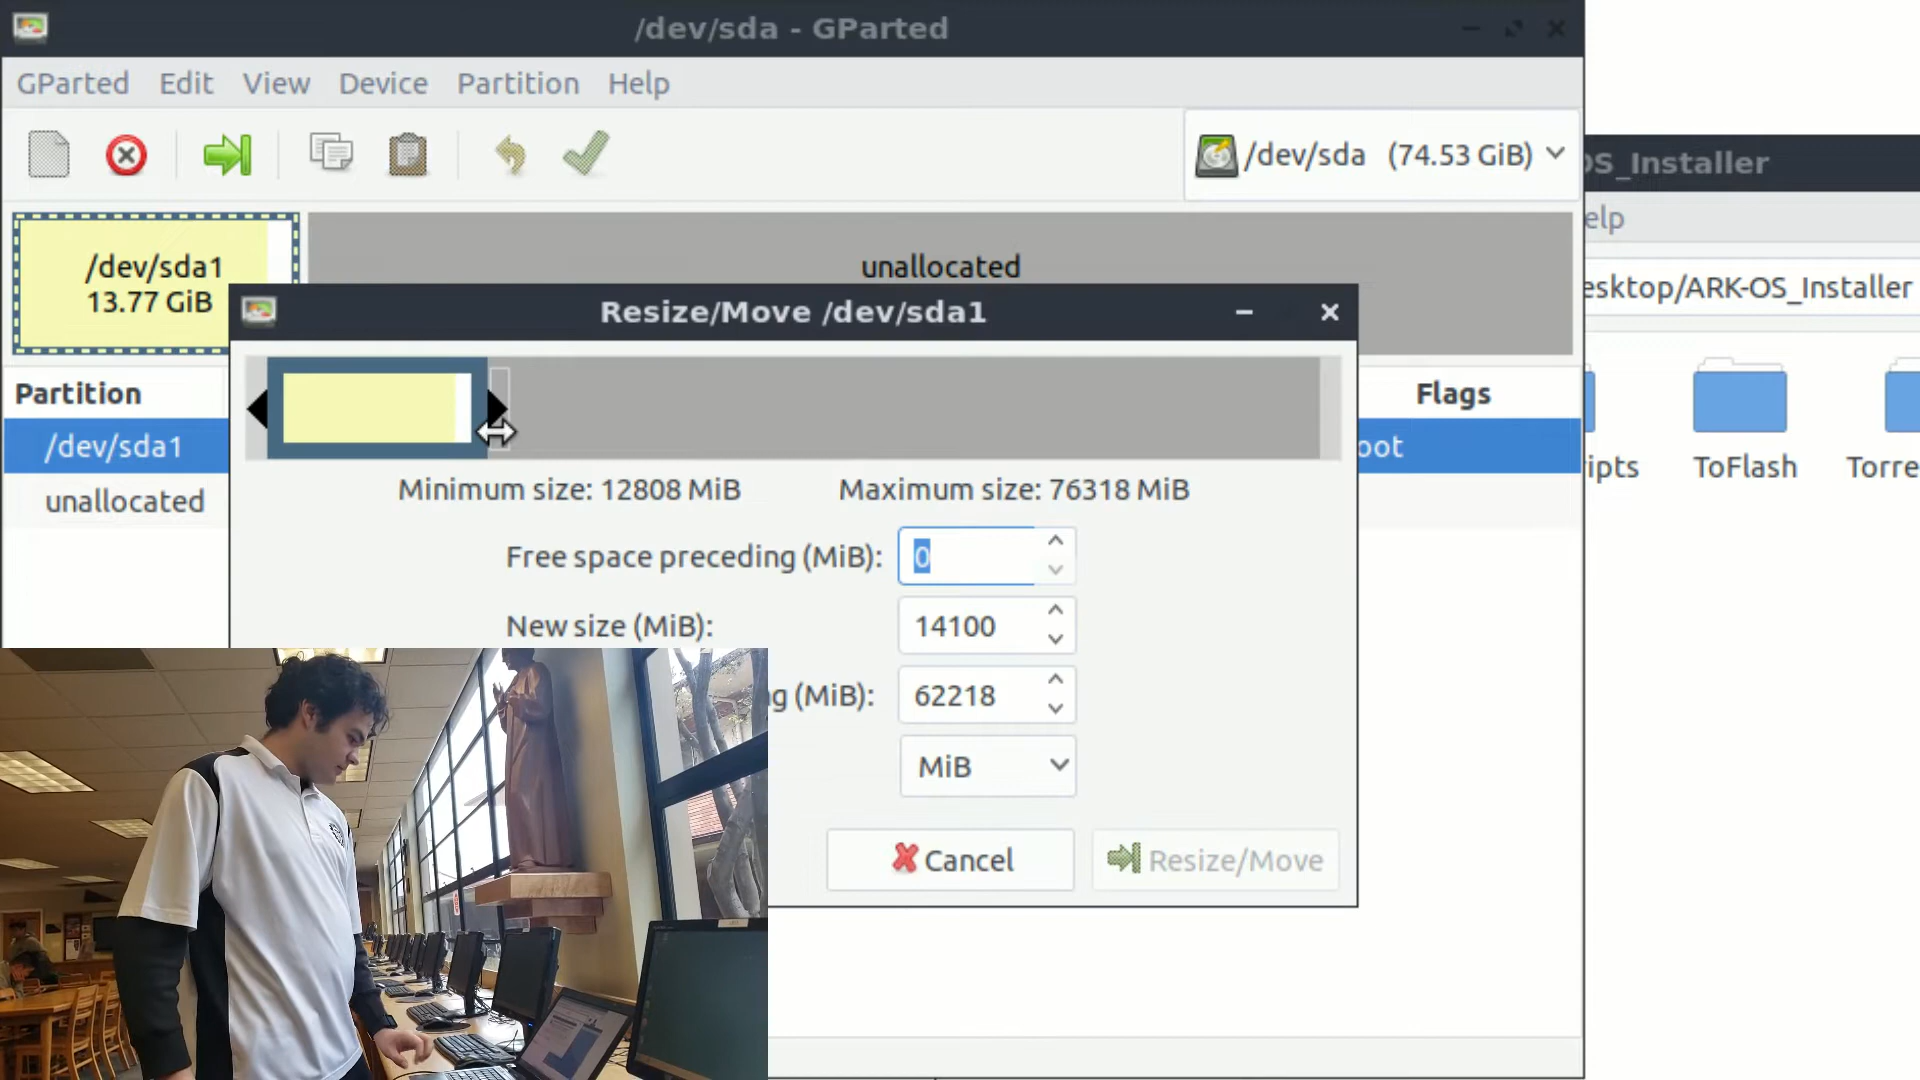 /dev/sda - GParted
GParted Edit View Device Partition Help
/dev/sda (74.53 GiB)
OS_Installer
elp
/dev/sda1
13.77 GiB
unallocated
esktop/ARK-OS_Installer
Resize/Move /dev/sda1
Partition
Flags
/dev/sda1
oot
unallocated
ipts
ToFlash
Torre
Minimum size: 12808 MiB
Maximum size: 76318 MiB
Free space preceding (MiB): 0
New size (MiB): 14100
g (MiB): 62218
MiB
Cancel
Resize/Move